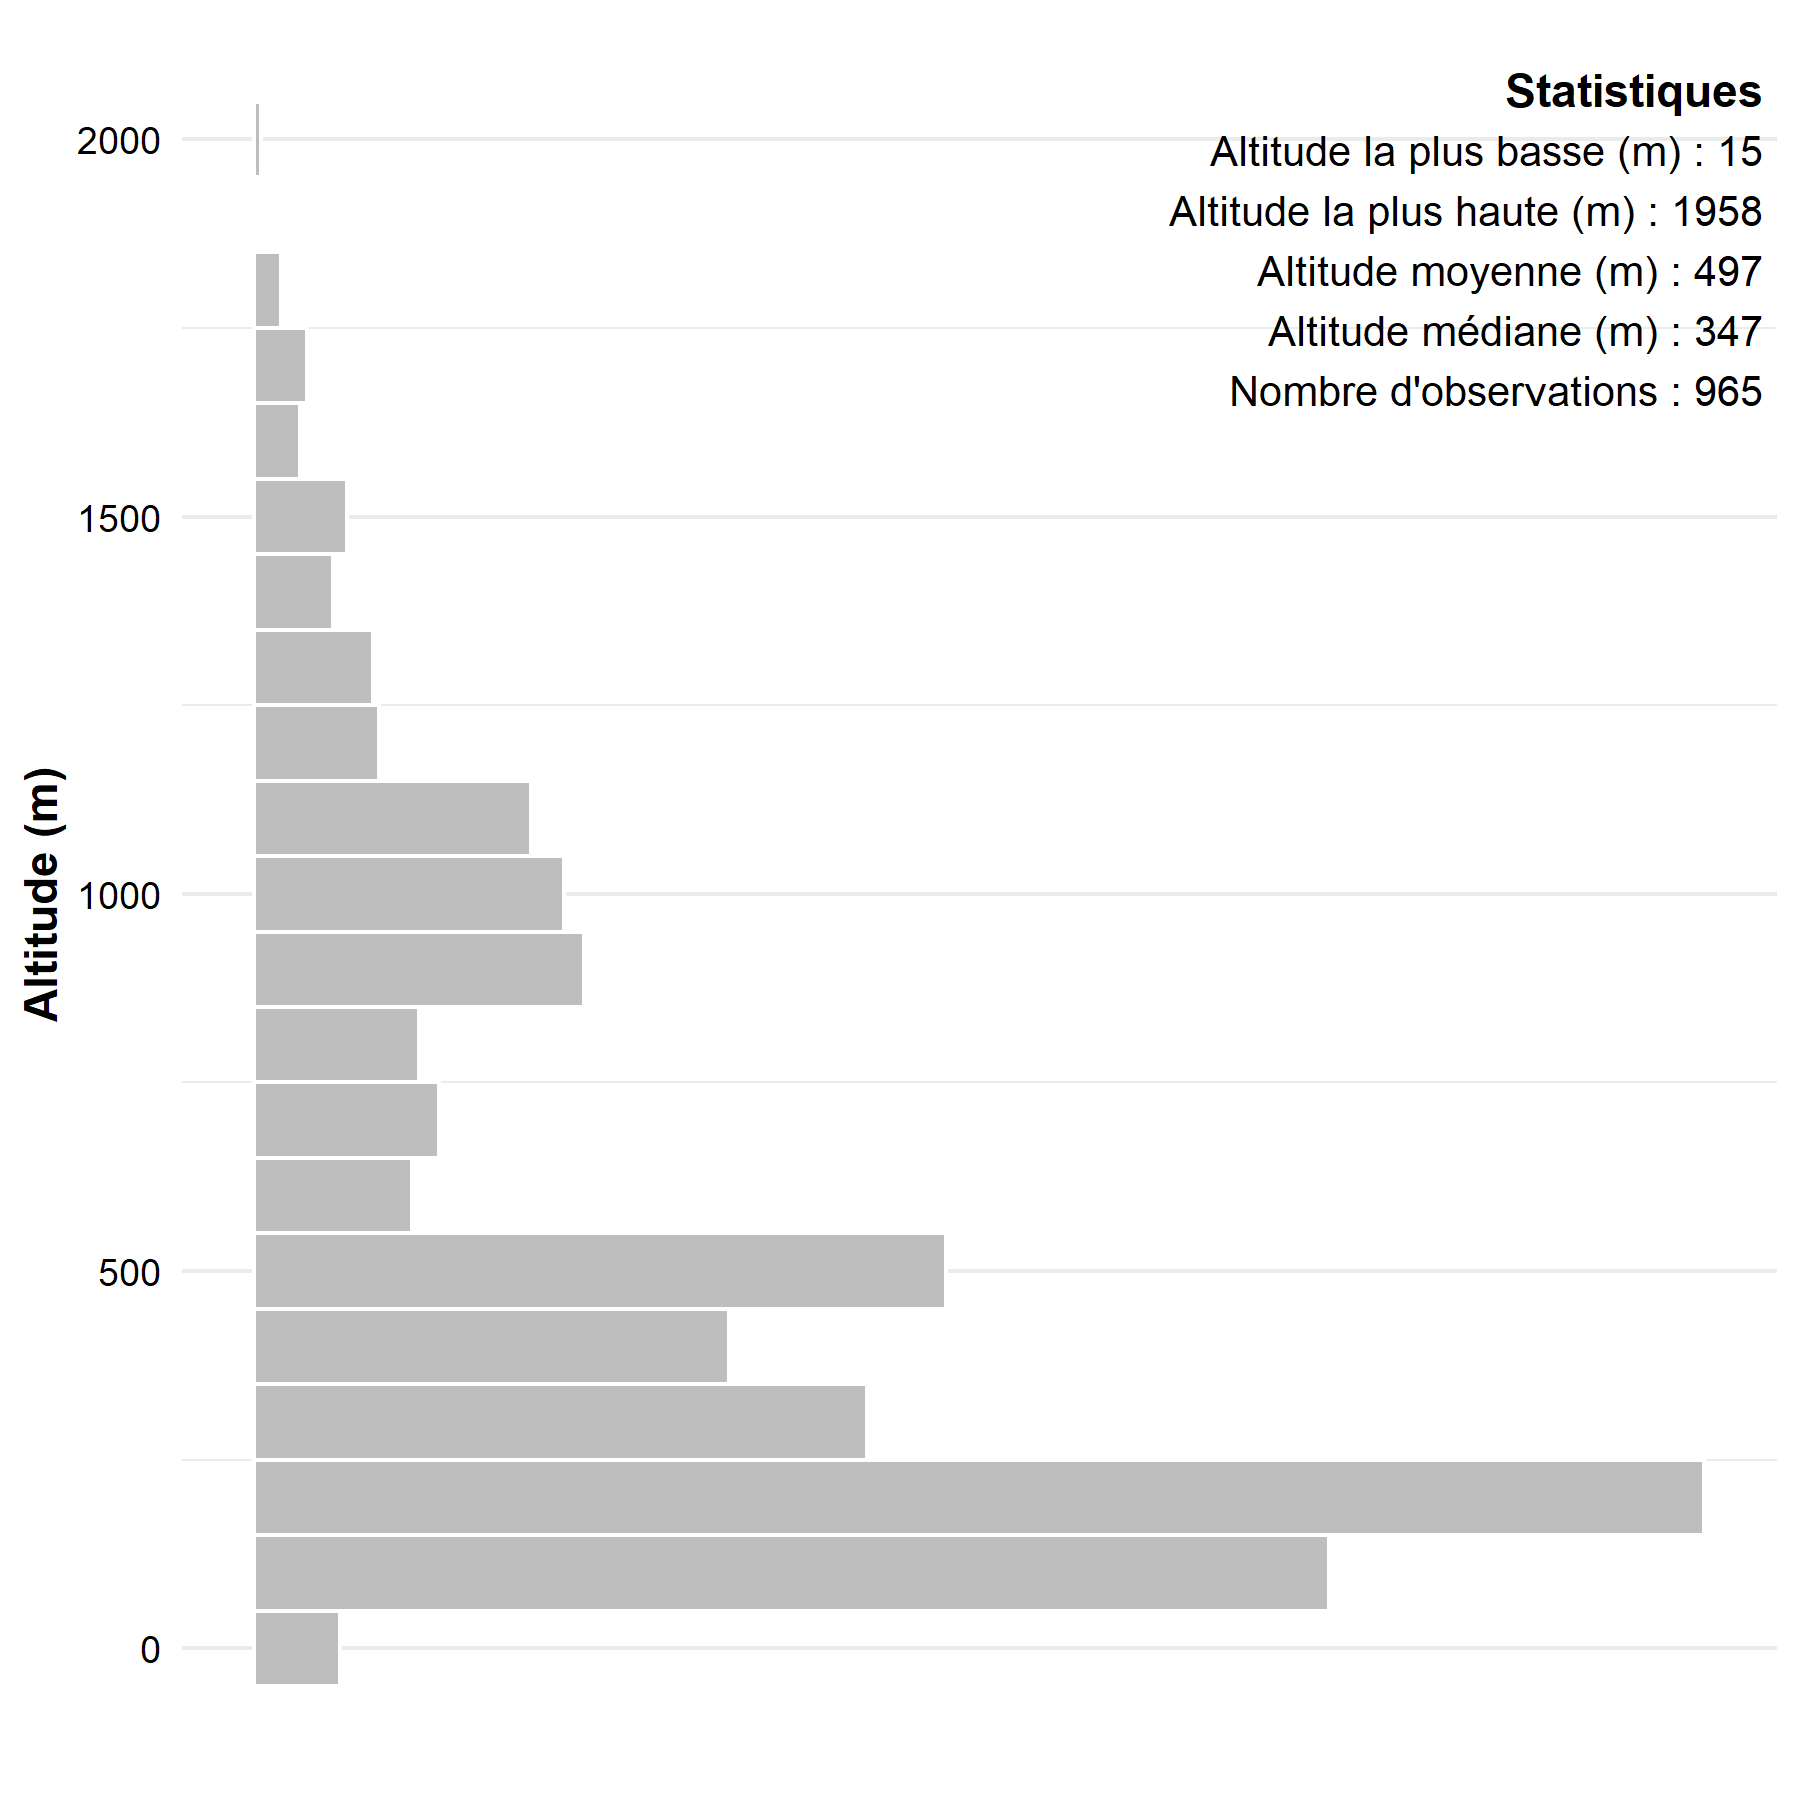 Statistiques
Altitude la plus basse (m) : 15
Altitude la plus haute (m) : 1958
Altitude moyenne (m) : 497
Altitude médiane (m) : 347
Nombre d'observations : 965
2000
1500
1000
500
0
Altitude (m)